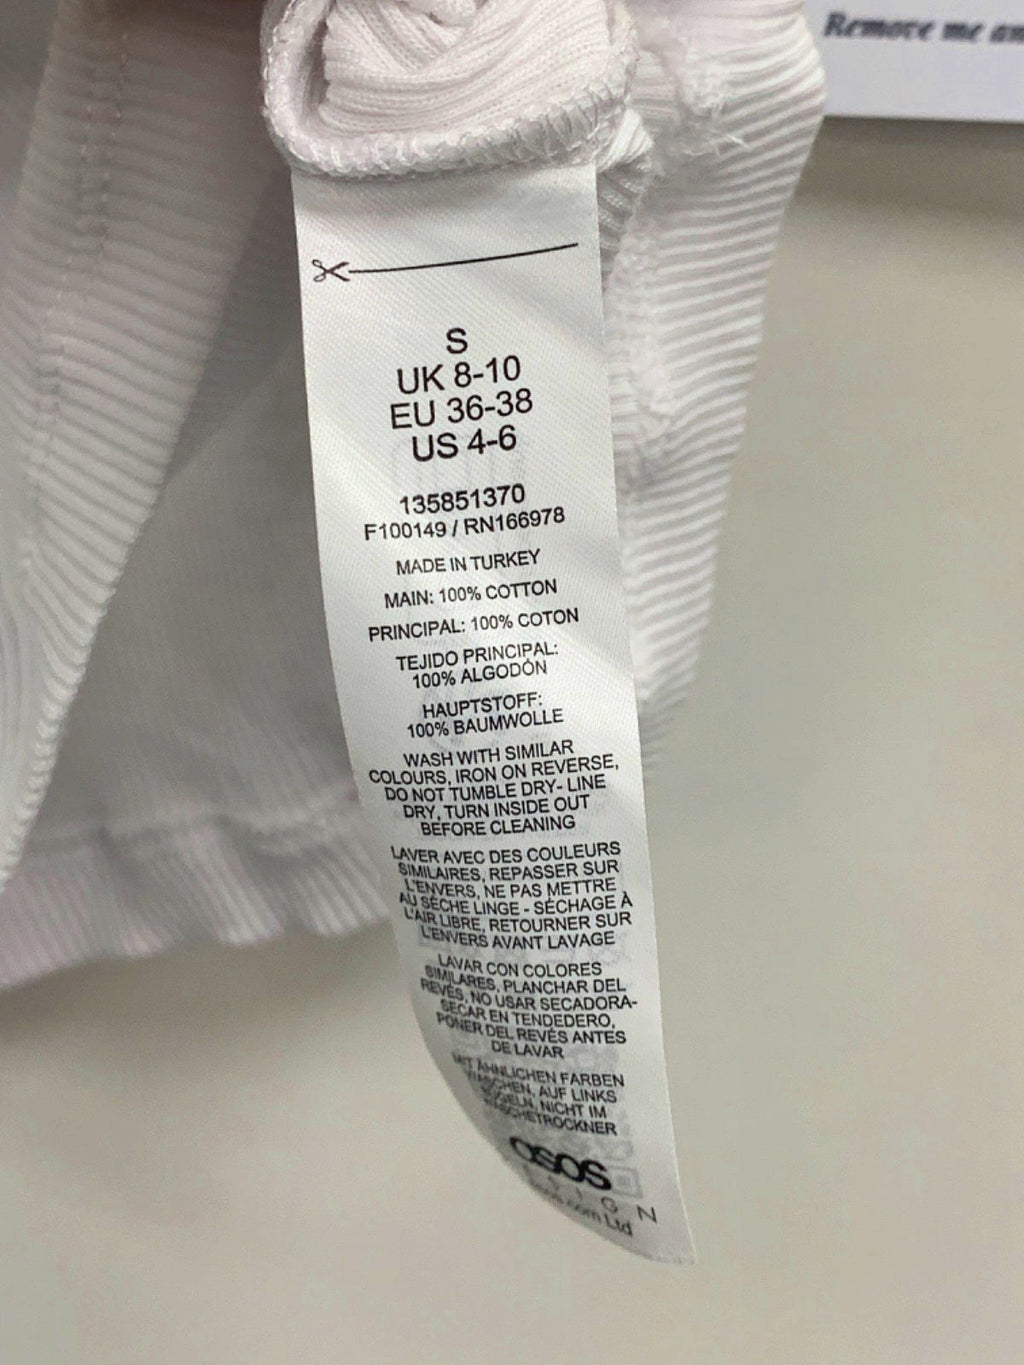 Remove me an
S
UK 8-10
EU 36-38
US 4-6
135851370
F100149 / RN166978
MADE IN TURKEY
MAIN: 100% COTTON
PRINCIPAL: 100% COTON
TEJIDO PRINCIPAL:
100% ALGODÓN
HAUPTSTOFF:
100% BAUMWOLLE
WASH WITH SIMILAR
COLOURS, IRON ON REVERSE,
DO NOT TUMBLE DRY- LINE
DRY, TURN INSIDE OUT
BEFORE CLEANING
LAVER AVEC DES COULEURS
SIMILAIRES, REPASSER SUR
L'ENVERS, NE PAS METTRE
AU SÈCHE LINGE - SÉCHAGE À
L'AIR LIBRE, RETOURNER SUR
L'ENVERS AVANT LAVAGE
LAVAR CON COLORES
SIMILARES, PLANCHAR DEL
REVÉS, NO USAR SECADORA-
SECAR EN TENDEDERO,
PONER DEL REVÉS ANTES
DE LAVAR
MIT ÄHNLICHEN FARBEN
WASCHEN, AUF LINKS
BÜGELN, NICHT IM
WÄSCHETROCKNER
asos
SIGN
.com Ltd